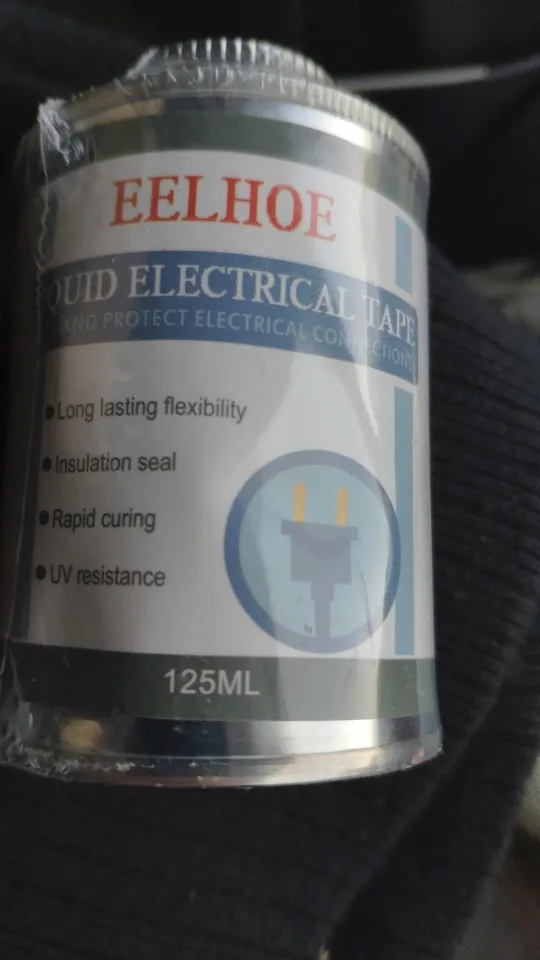 EELHOE
QUID ELECTRICAL TAPE
AND PROTECT ELECTRICAL CONNECTIONS
● Long lasting flexibility
● Insulation seal
● Rapid curing
● UV resistance
125ML